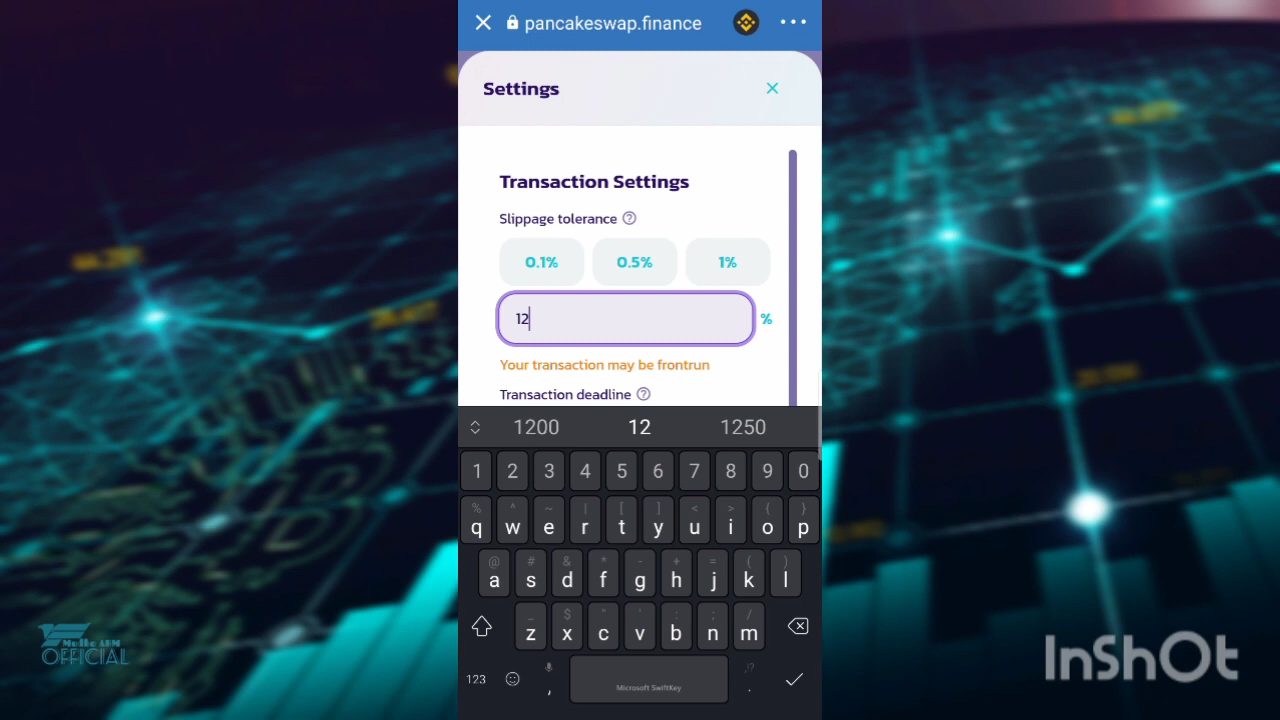 pancakeswap.finance
Settings
Transaction Settings
Slippage tolerance
0.1% 0.5% 1%
12 %
Your transaction may be frontrun
Transaction deadline
1200 12 1250
1 2 3 4 5 6 7 8 9 0
% ^ ~ | [ ] < > { }
q w e r t y u i o p
@ # & * - + = ( )
a s d f g h j k l
_ $ " ' : ; /
z x c v b n m
123 , Microsoft SwiftKey .
OFFICIAL
InShOt